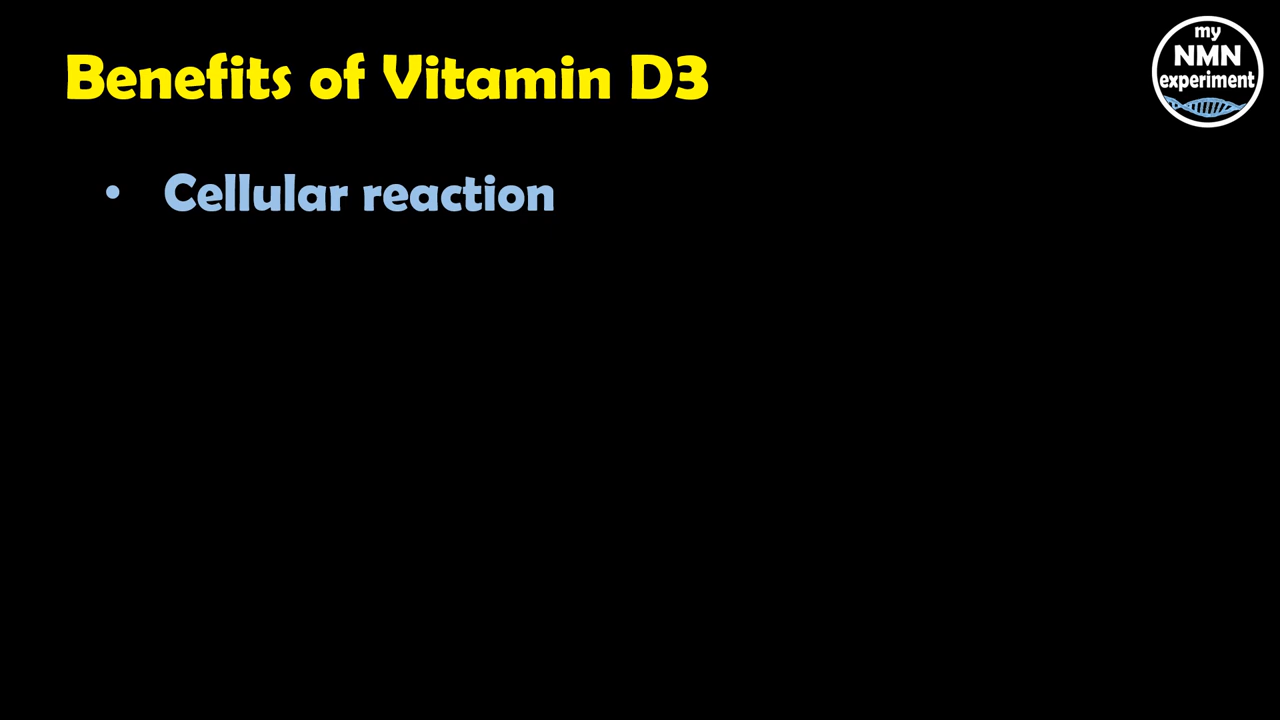 Benefits of Vitamin D3
my
NMN
experiment
• Cellular reaction